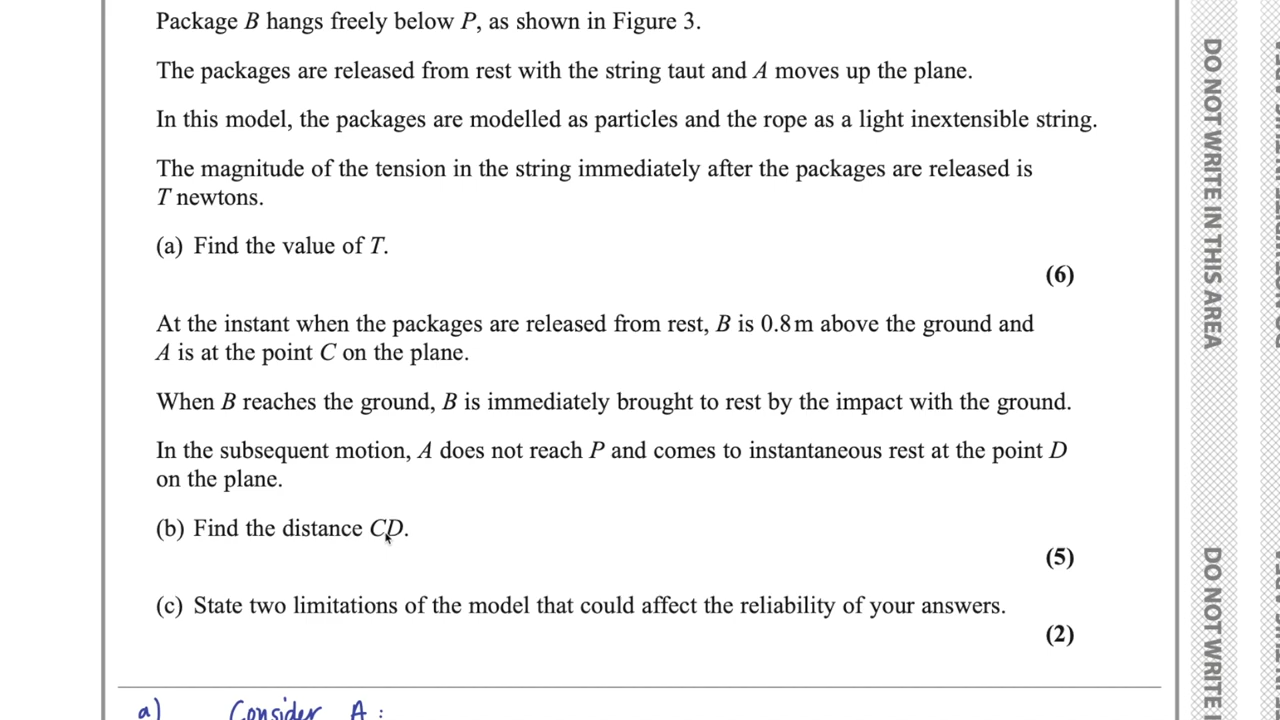 Package B hangs freely below P, as shown in Figure 3.
The packages are released from rest with the string taut and A moves up the plane.
In this model, the packages are modelled as particles and the rope as a light inextensible string.
The magnitude of the tension in the string immediately after the packages are released is
T newtons.
(a) Find the value of T.
(6)
At the instant when the packages are released from rest, B is 0.8 m above the ground and
A is at the point C on the plane.
When B reaches the ground, B is immediately brought to rest by the impact with the ground.
In the subsequent motion, A does not reach P and comes to instantaneous rest at the point D
on the plane.
(b) Find the distance CD.
(5)
(c) State two limitations of the model that could affect the reliability of your answers.
(2)
a) Consider A:
DO NOT WRITE IN THIS AREA
DO NOT WRITE